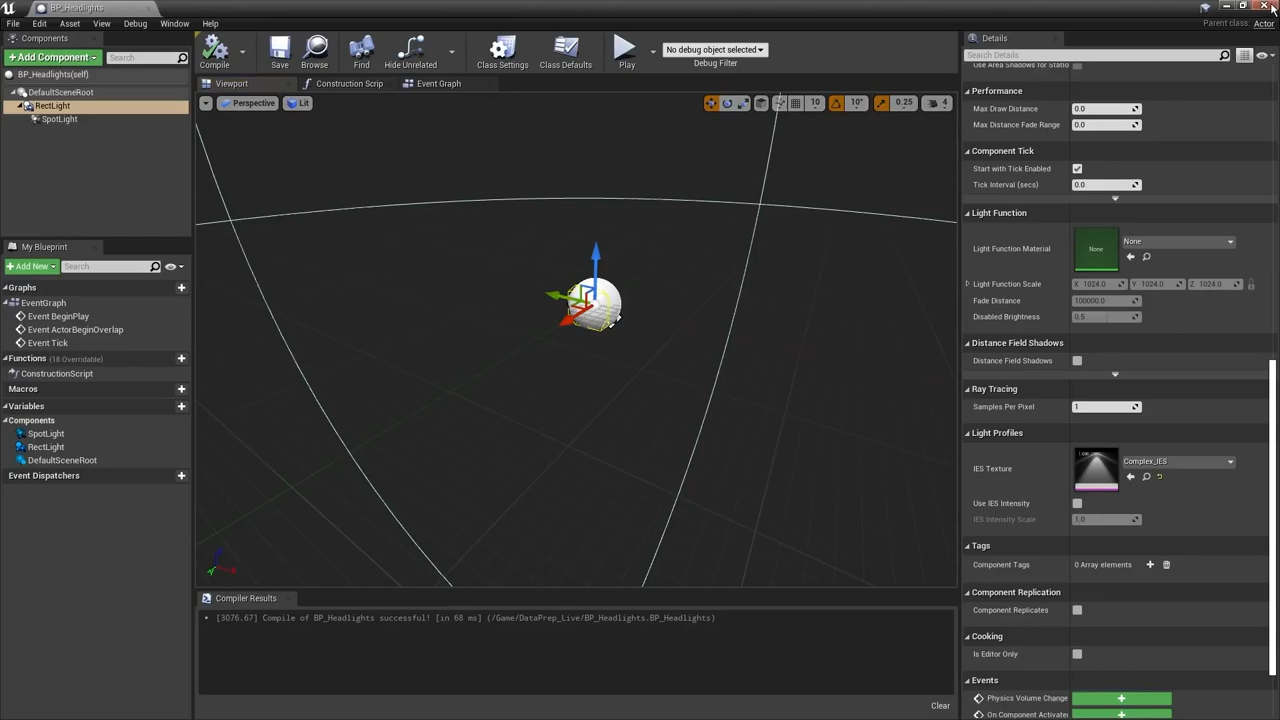 BP_Headlights
File Edit Asset View Debug Window Help
Parent class: Actor
Components
+ Add Component Search
BP_Headlights(self)
DefaultSceneRoot
RectLight
SpotLight
My Blueprint
+ Add New Search
Graphs
EventGraph
Event BeginPlay
Event ActorBeginOverlap
Event Tick
Functions (18 Overridable)
ConstructionScript
Macros
Variables
Components
SpotLight
RectLight
DefaultSceneRoot
Event Dispatchers
Compile Save Browse Find Hide Unrelated Class Settings Class Defaults Play
No debug object selected
Debug Filter
Viewport Construction Scrip Event Graph
Perspective Lit
10 10° 0.25 4
Compiler Results
[3076.67] Compile of BP_Headlights successful! [in 68 ms] (/Game/DataPrep_Live/BP_Headlights.BP_Headlights)
Clear
Details
Search Details
Use Area Shadows for Statio
Performance
Max Draw Distance 0.0
Max Distance Fade Range 0.0
Component Tick
Start with Tick Enabled
Tick Interval (secs) 0.0
Light Function
Light Function Material None None
Light Function Scale X 1024.0 Y 1024.0 Z 1024.0
Fade Distance 100000.0
Disabled Brightness 0.5
Distance Field Shadows
Distance Field Shadows
Ray Tracing
Samples Per Pixel 1
Light Profiles
IES Texture Complex_IES
Use IES Intensity
IES Intensity Scale 1,0
Tags
Component Tags 0 Array elements
Component Replication
Component Replicates
Cooking
Is Editor Only
Events
Physics Volume Change
On Component Activate